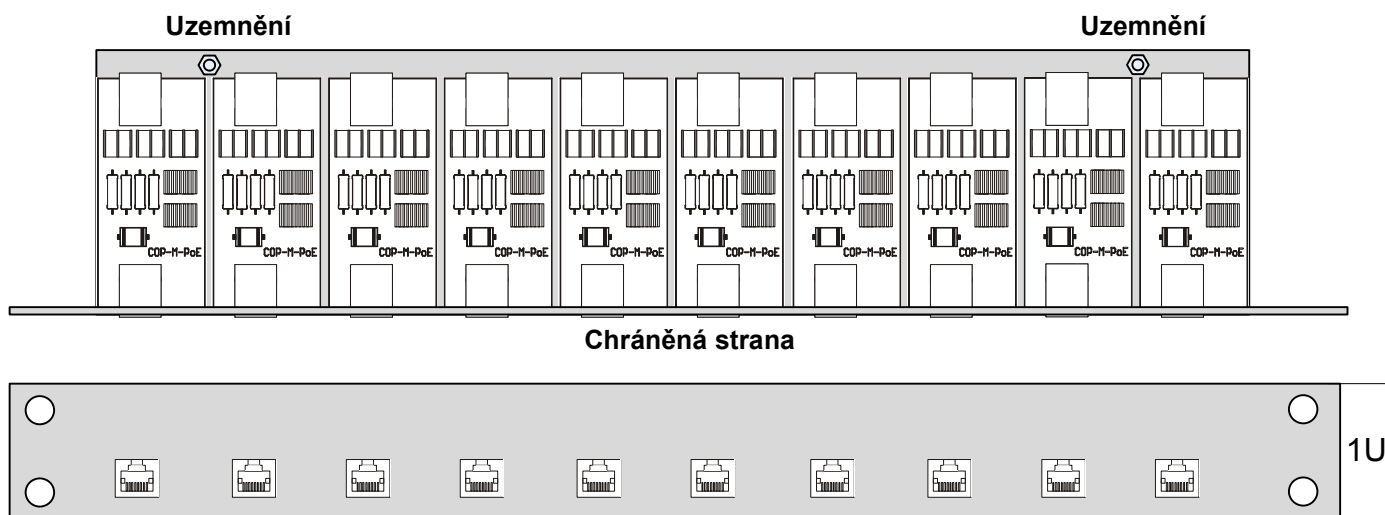 Uzemnění Uzemnění
COP-M-PoE COP-M-PoE COP-M-PoE COP-M-PoE COP-M-PoE COP-M-PoE COP-M-PoE COP-M-PoE COP-M-PoE COP-M-PoE
Chráněná strana
1U